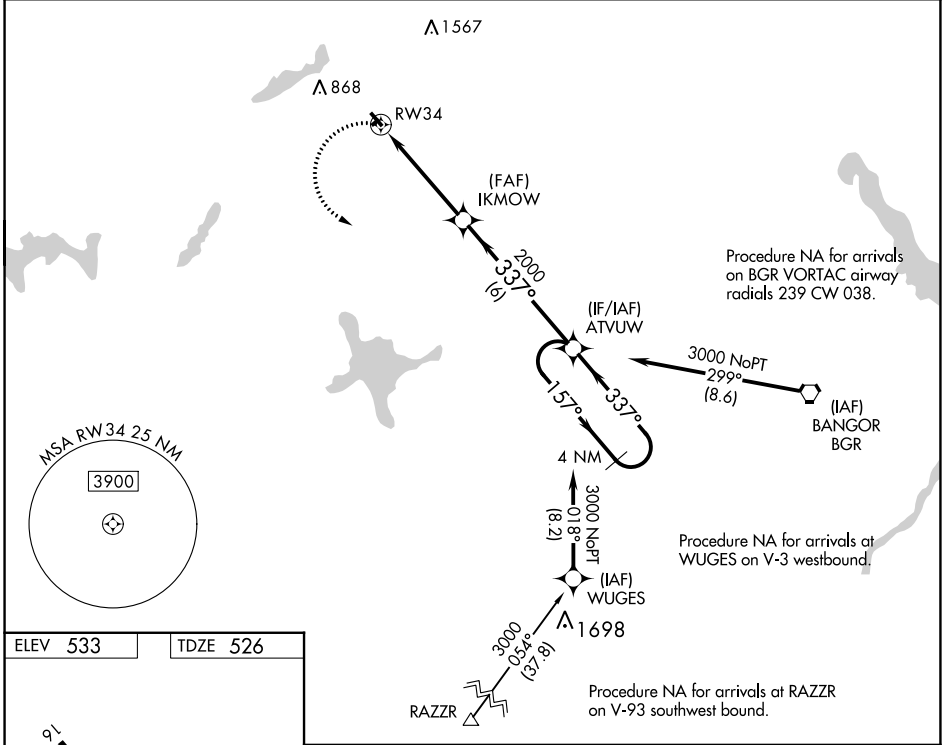 1567
868
RW34
(FAF)
IKMOW
2000
337°
(6)
Procedure NA for arrivals
on BGR VORTAC airway
radials 239 CW 038.
(IF/IAF)
ATVUW
3000 NoPT
299°
(8.6)
(IAF)
BANGOR
BGR
157°
337°
4 NM
MSA RW34 25 NM
3900
3000 NoPT
018°
(8.2)
Procedure NA for arrivals at
WUGES on V-3 westbound.
(IAF)
WUGES
1698
3000
054°
(37.8)
RAZZR
Procedure NA for arrivals at RAZZR
on V-93 southwest bound.
ELEV 533
TDZE 526
16